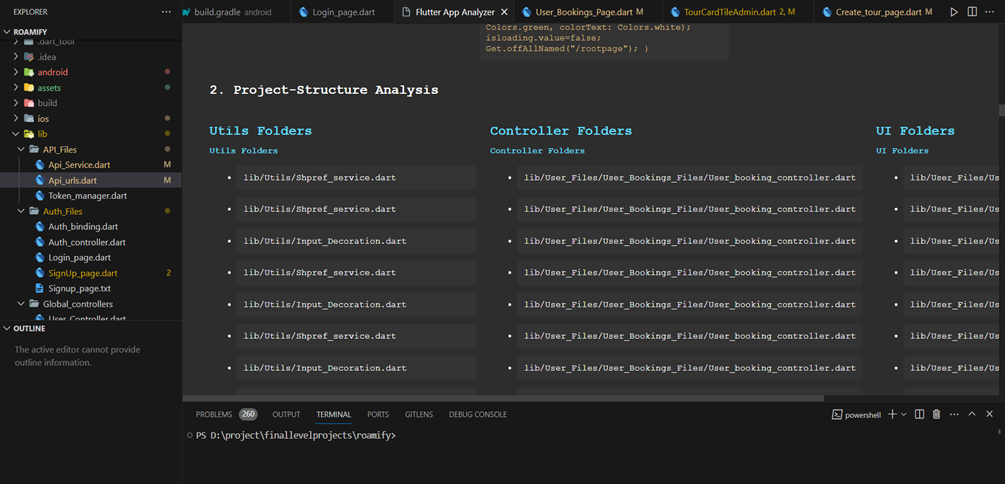 EXPLORER
ROAMIFY
.dart_tool
.idea
android
assets
build
ios
lib
API_Files
Api_Service.dart M
Api_urls.dart M
Token_manager.dart
Auth_Files
Auth_binding.dart
Auth_controller.dart
Login_page.dart
SignUp_page.dart 2
Signup_page.txt
Global_controllers
User_Controller.dart
OUTLINE
The active editor cannot provide
outline information.
build.gradle android
Login_page.dart
Flutter App Analyzer
User_Bookings_Page.dart M
TourCardTileAdmin.dart 2, M
Create_tour_page.dart M
Colors.green, colorText: Colors.white);
isloading.value=false;
Get.offAllNamed("/rootpage"); )
2. Project-Structure Analysis
Utils Folders
Utils Folders
lib/Utils/Shpref_service.dart
lib/Utils/Shpref_service.dart
lib/Utils/Input_Decoration.dart
lib/Utils/Shpref_service.dart
lib/Utils/Input_Decoration.dart
lib/Utils/Shpref_service.dart
lib/Utils/Input_Decoration.dart
Controller Folders
Controller Folders
lib/User_Files/User_Bookings_Files/User_booking_controller.dart
lib/User_Files/User_Bookings_Files/User_booking_controller.dart
lib/User_Files/User_Bookings_Files/User_booking_controller.dart
lib/User_Files/User_Bookings_Files/User_booking_controller.dart
lib/User_Files/User_Bookings_Files/User_booking_controller.dart
lib/User_Files/User_Bookings_Files/User_booking_controller.dart
lib/User_Files/User_Bookings_Files/User_booking_controller.dart
UI Folders
UI Folders
lib/User_Files/Us
lib/User_Files/Us
lib/User_Files/Us
lib/User_Files/Us
lib/User_Files/Us
lib/User_Files/Us
lib/User_Files/Us
PROBLEMS 260 OUTPUT TERMINAL PORTS GITLENS DEBUG CONSOLE
powershell
PS D:\project\finallevelprojects\roamify>